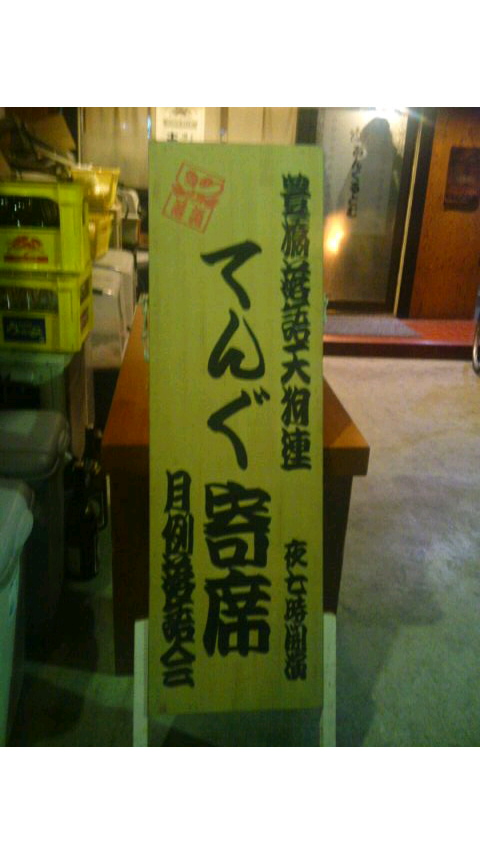 豊橋落語天狗連
夜七時開演
てんぐ寄席
月例落語会